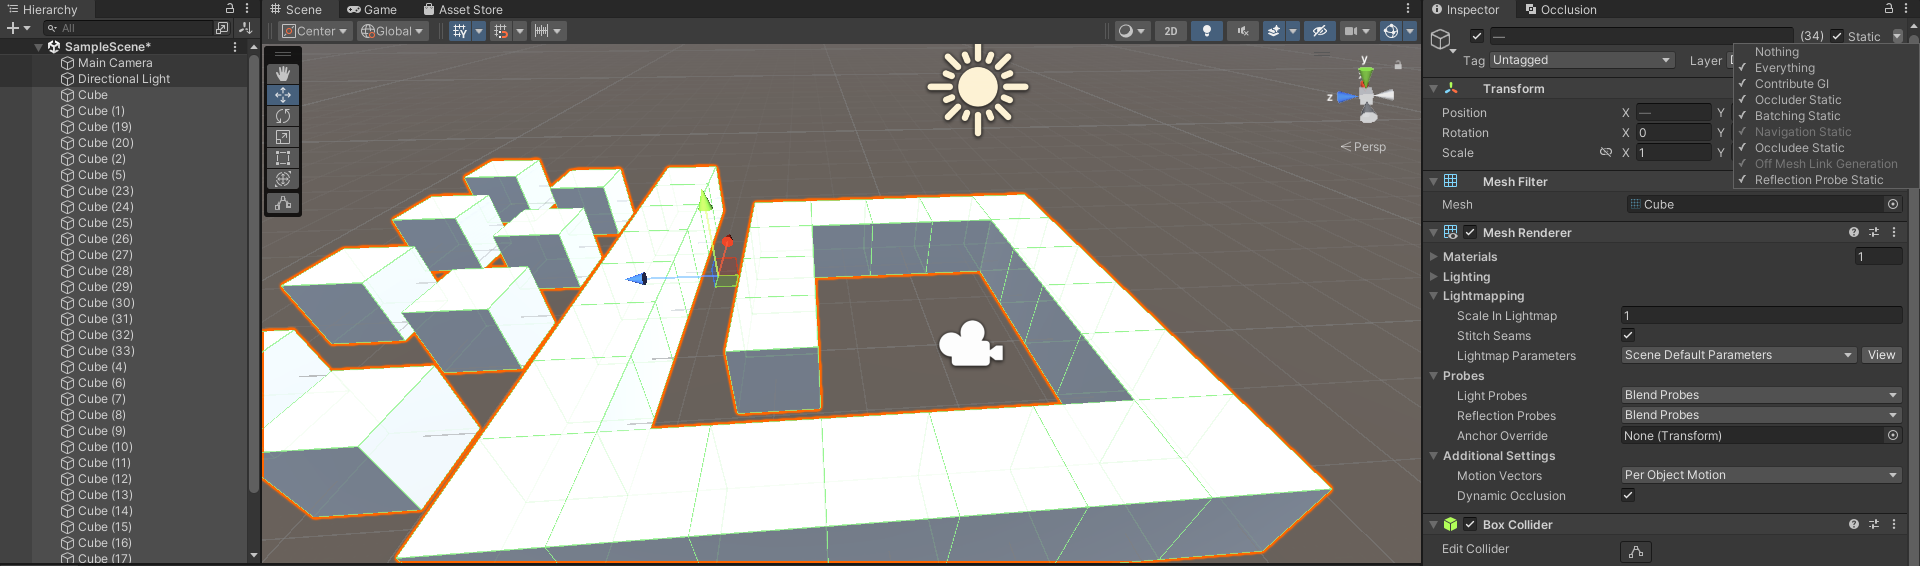 Hierarchy
All
SampleScene*
Main Camera
Directional Light
Cube
Cube (1)
Cube (19)
Cube (20)
Cube (2)
Cube (5)
Cube (23)
Cube (24)
Cube (25)
Cube (26)
Cube (27)
Cube (28)
Cube (29)
Cube (30)
Cube (31)
Cube (32)
Cube (33)
Cube (4)
Cube (6)
Cube (7)
Cube (8)
Cube (9)
Cube (10)
Cube (11)
Cube (12)
Cube (13)
Cube (14)
Cube (15)
Cube (16)
Cube (17)
Scene Game Asset Store
Center Global 2D
y
z
Persp
Inspector Occlusion
— (34) Static
Tag Untagged Layer
Nothing
Everything
Contribute GI
Occluder Static
Batching Static
Navigation Static
Occludee Static
Off Mesh Link Generation
Reflection Probe Static
Transform
Position X — Y
Rotation X 0 Y
Scale X 1 Y
Mesh Filter
Mesh Cube
Mesh Renderer
Materials 1
Lighting
Lightmapping
Scale In Lightmap 1
Stitch Seams
Lightmap Parameters Scene Default Parameters View
Probes
Light Probes Blend Probes
Reflection Probes Blend Probes
Anchor Override None (Transform)
Additional Settings
Motion Vectors Per Object Motion
Dynamic Occlusion
Box Collider
Edit Collider